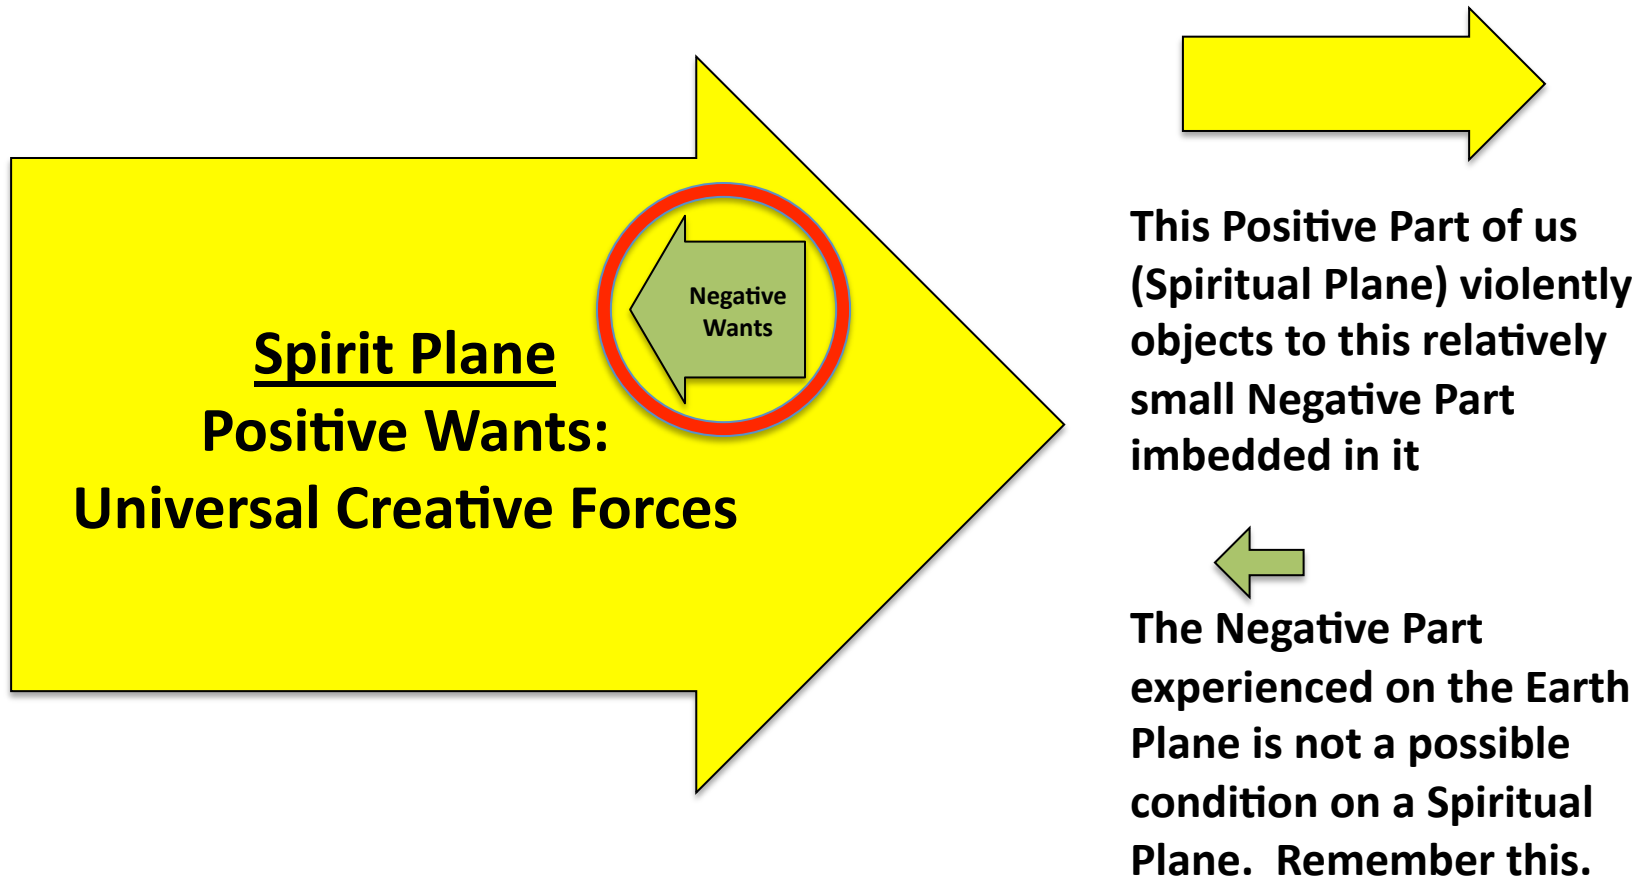 Spirit Plane
Positive Wants:
Universal Creative Forces
Negative
Wants
This Positive Part of us
(Spiritual Plane) violently
objects to this relatively
small Negative Part
imbedded in it
The Negative Part
experienced on the Earth
Plane is not a possible
condition on a Spiritual
Plane.  Remember this.